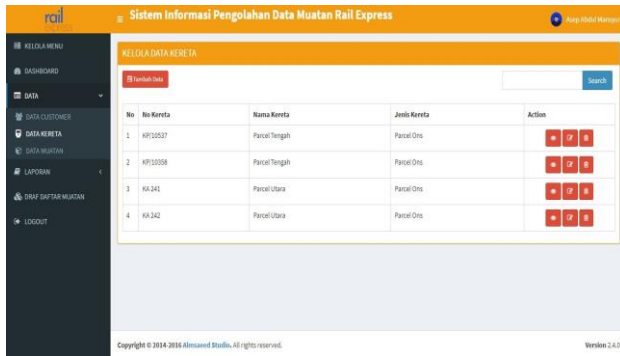 rail
express
Sistem Informasi Pengolahan Data Muatan Rail Express
Asep Abdul Mansyur
KELOLA MENU
DASHBOARD
DATA
DATA CUSTOMER
DATA KERETA
DATA MUATAN
LAPORAN
DRAF DAFTAR MUATAN
LOGOUT
KELOLA DATA KERETA
Tambah Data
Search
No No Kereta Nama Kereta Jenis Kereta Action
1 KP/10537 Parcel Tengah Parcel Ons
2 KP/10358 Parcel Tengah Parcel Ons
3 KA 241 Parcel Utara Parcel Ons
4 KA 242 Parcel Utara Parcel Ons
Copyright © 2014-2016 Almsaeed Studio. All rights reserved.
Version 2.4.0